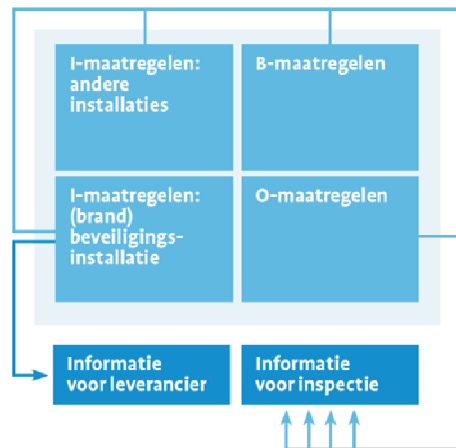 I-maatregelen:
andere
installaties
B-maatregelen
I-maatregelen:
(brand)
beveiligings-
installatie
O-maatregelen
Informatie
voor leverancier
Informatie
voor inspectie